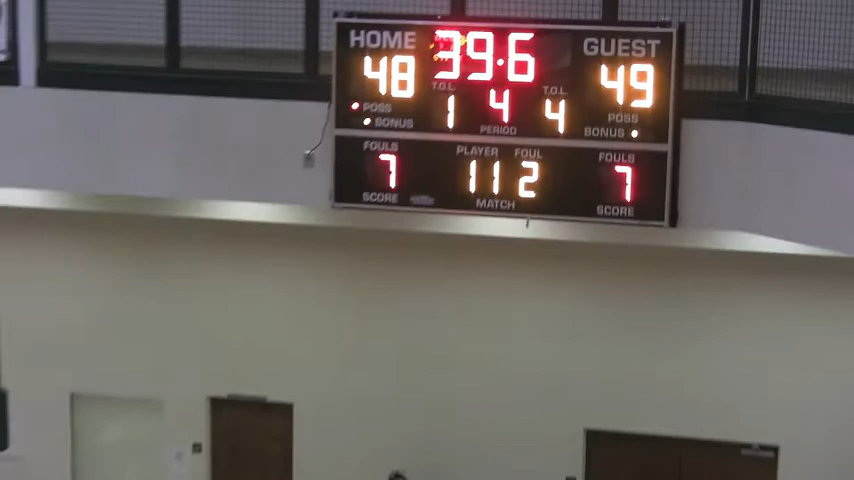 HOME 39.6 GUEST
48 49
T.O.L. T.O.L.
1 4 4
POSS POSS
BONUS PERIOD BONUS
FOULS PLAYER FOUL FOULS
7 11 2 7
SCORE MATCH SCORE